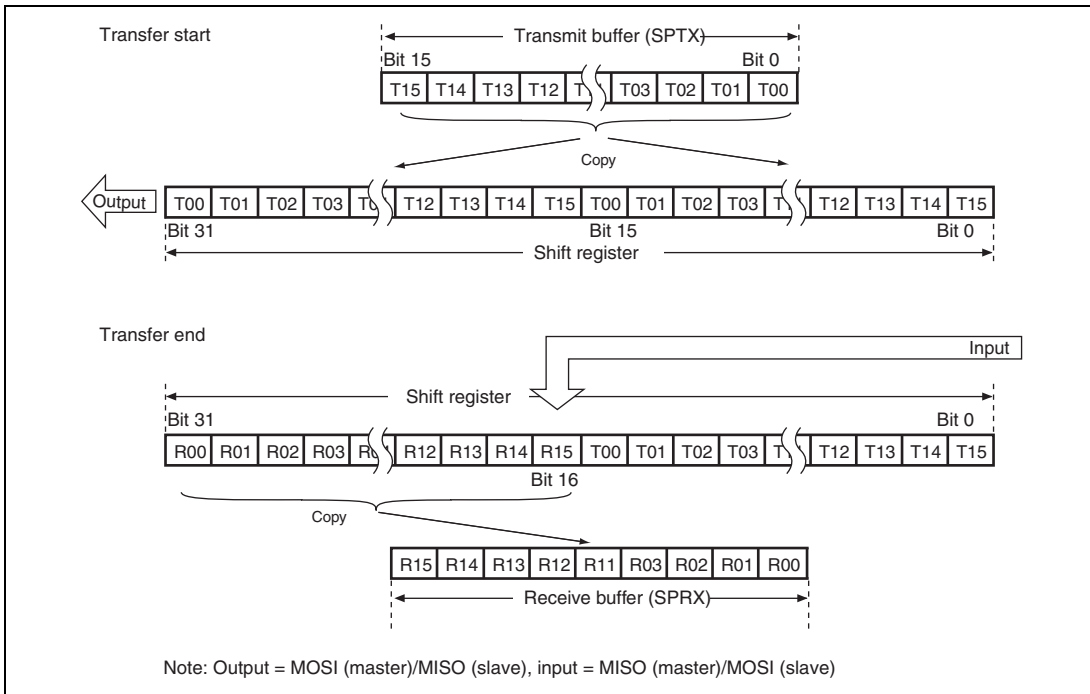 Transfer start
Transmit buffer (SPTX)
Bit 15 Bit 0
T15 T14 T13 T12 T03 T02 T01 T00
Copy
Output T00 T01 T02 T03 T12 T13 T14 T15 T00 T01 T02 T03 T12 T13 T14 T15
Bit 31 Bit 15 Bit 0
Shift register
Transfer end
Input
Shift register
Bit 31 Bit 0
R00 R01 R02 R03 R12 R13 R14 R15 T00 T01 T02 T03 T12 T13 T14 T15
Bit 16
Copy
R15 R14 R13 R12 R11 R03 R02 R01 R00
Receive buffer (SPRX)
Note: Output = MOSI (master)/MISO (slave), input = MISO (master)/MOSI (slave)